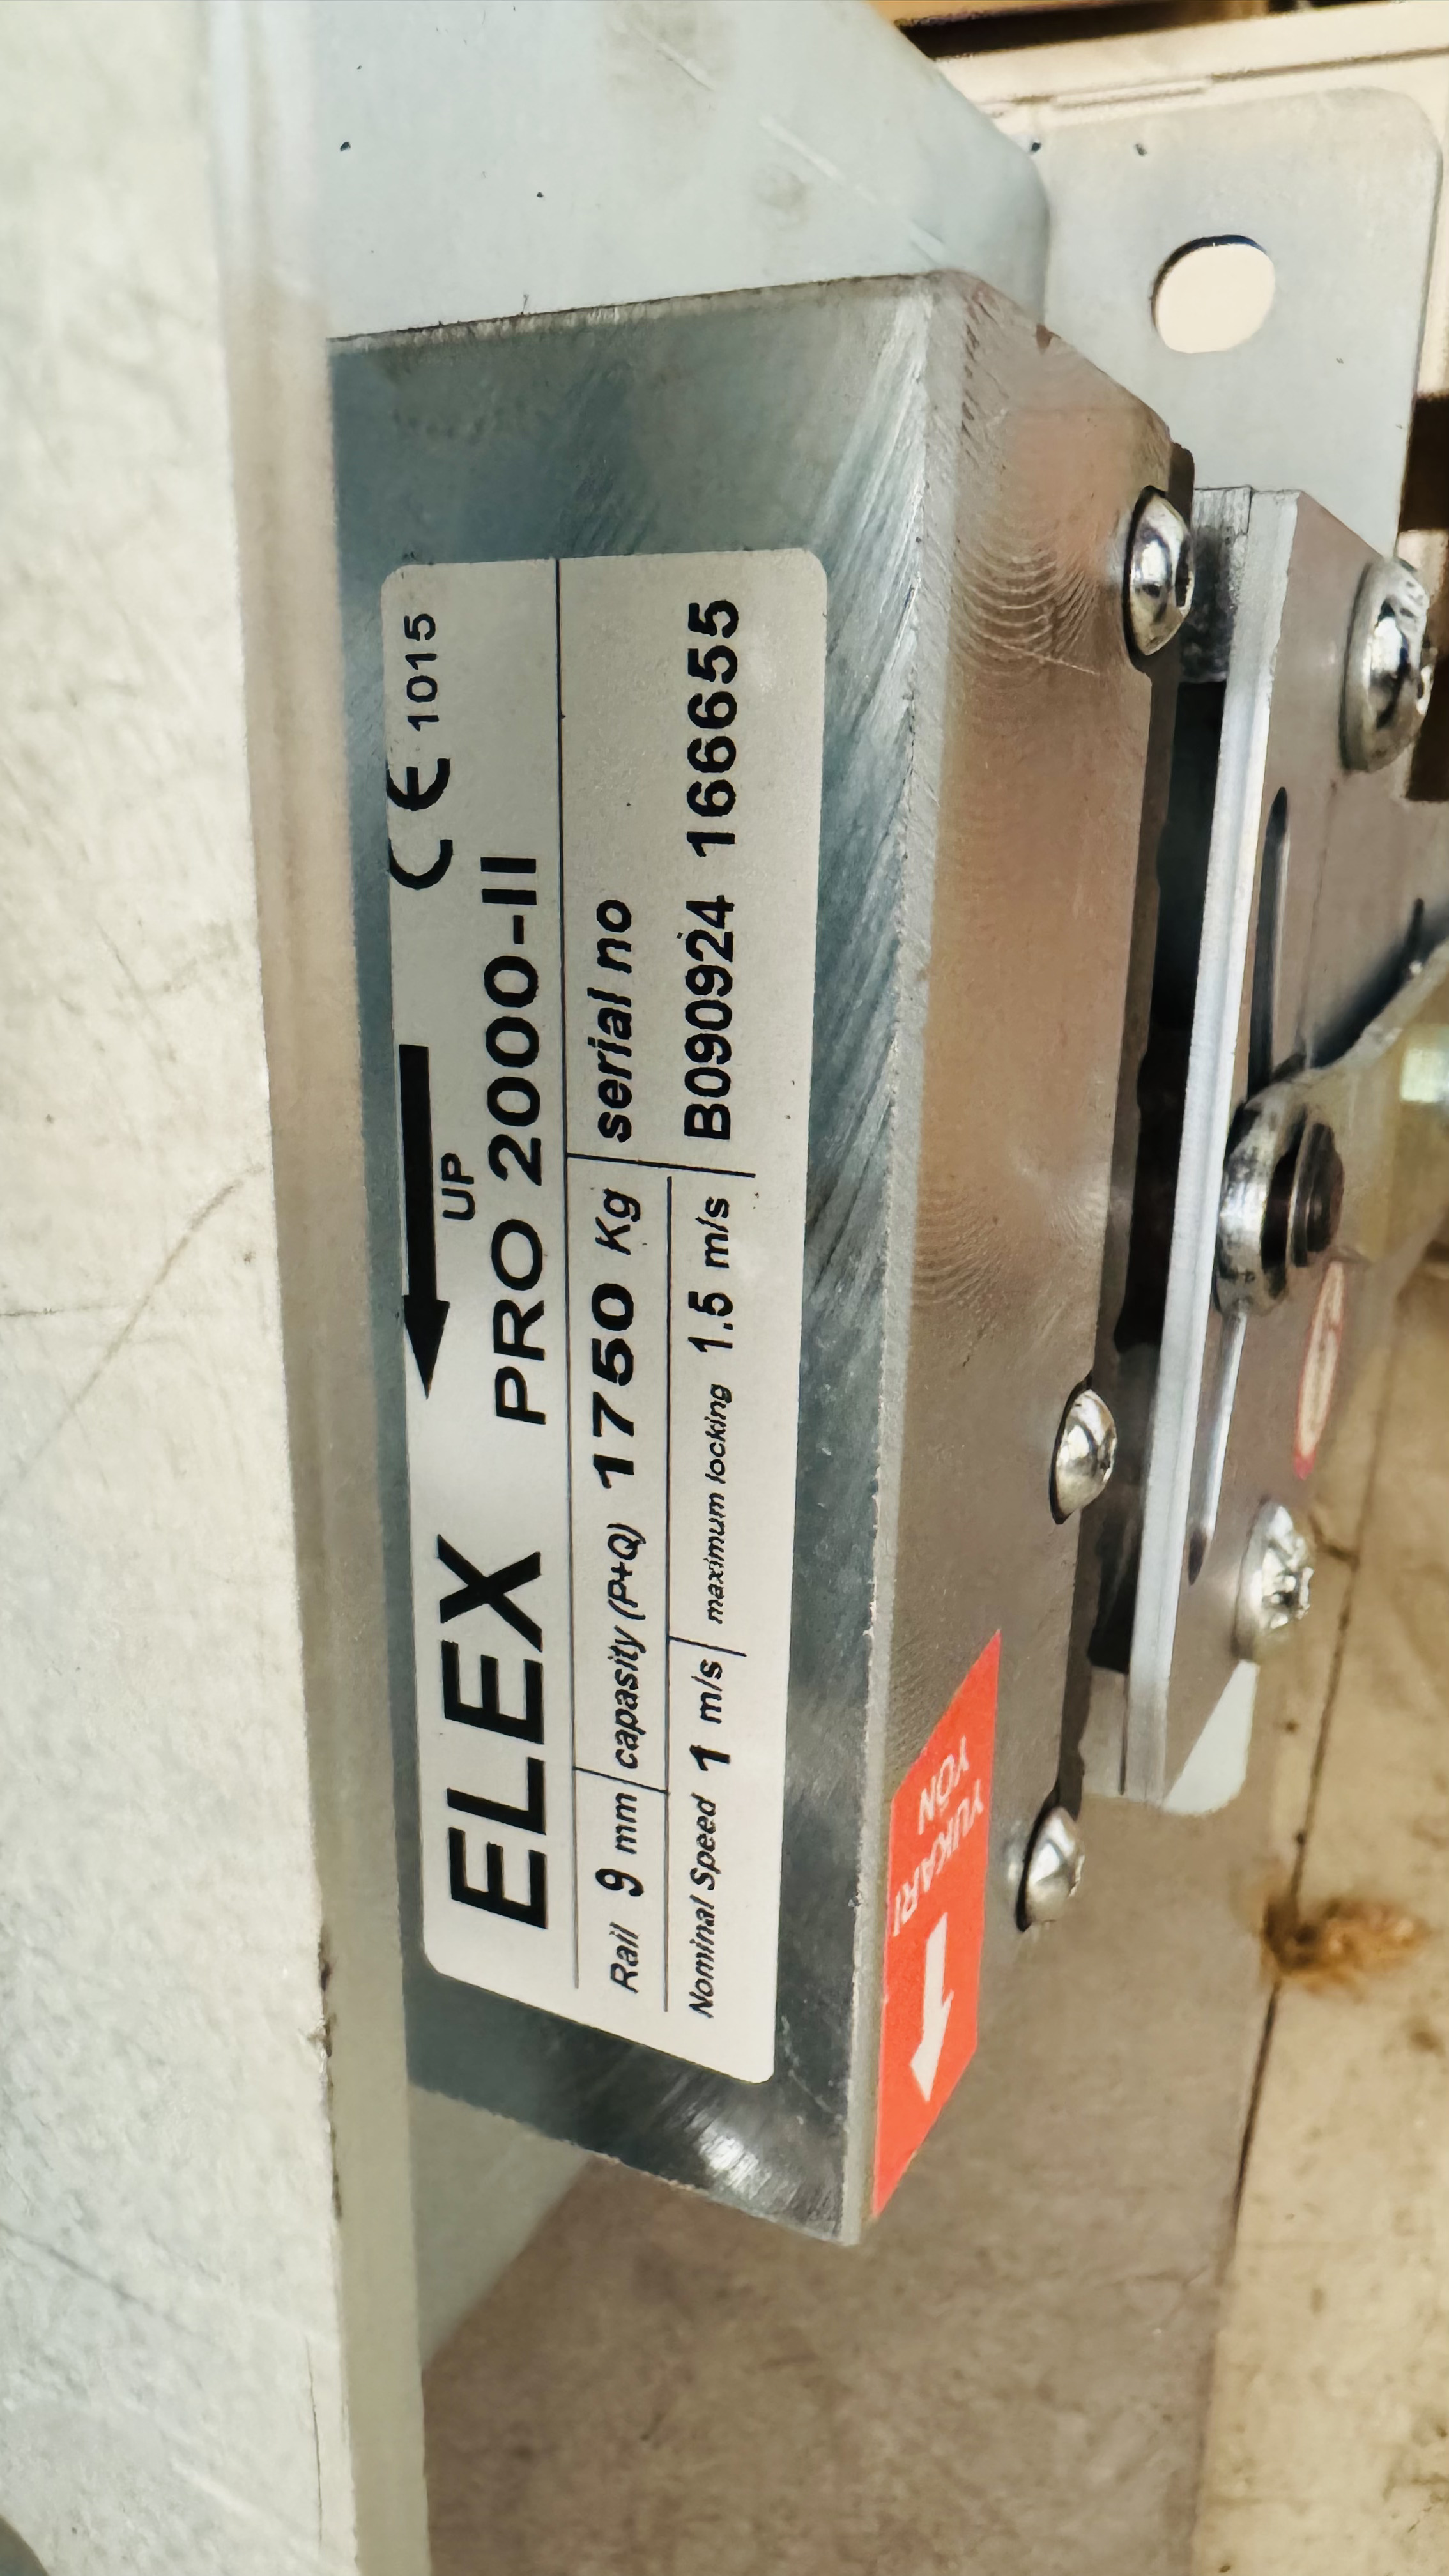 UP
CE 1015
ELEX PRO 2000-II
Rail 9 mm capasity (P+Q) 1750 Kg serial no
Nominal Speed 1 m/s maximum locking 1.5 m/s B090924 166655
YUKARI
YÖN